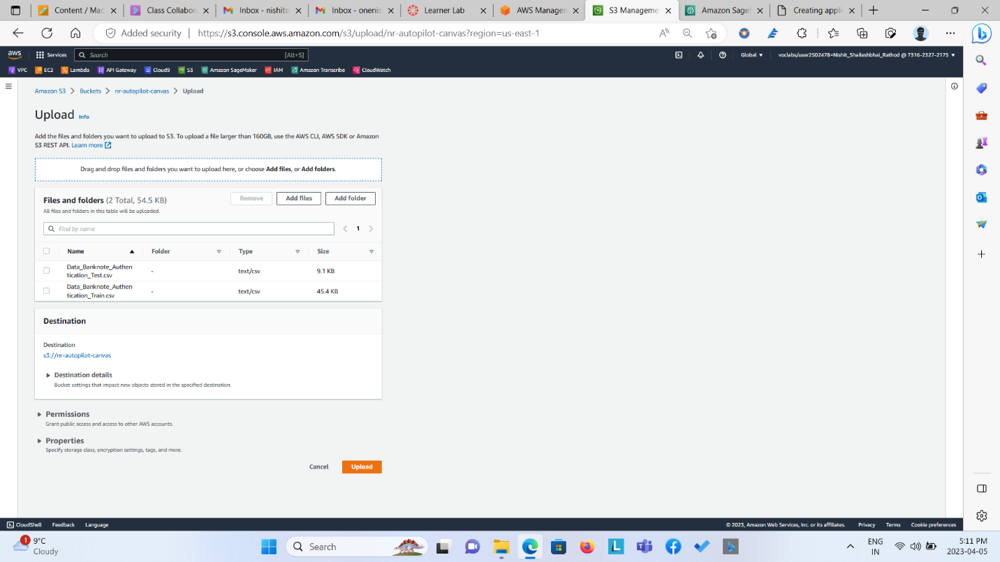 Content / Mac
Class Collabora
Inbox - nishits
Inbox - onenis
Learner Lab
AWS Managem
S3 Manageme
Amazon Sage
Creating appli
Added security
https://s3.console.aws.amazon.com/s3/upload/nr-autopilot-canvas?region=us-east-1
aws
Services
Search
[Alt+S]
Global
voclabs/user2502478=Nishit_Shaileshbhai_Rathod @ 7316-2327-2175
VPC
EC2
Lambda
API Gateway
Cloud9
S3
Amazon SageMaker
IAM
Amazon Transcribe
CloudWatch
Amazon S3 > Buckets > nr-autopilot-canvas > Upload
Upload Info
Add the files and folders you want to upload to S3. To upload a file larger than 160GB, use the AWS CLI, AWS SDK or Amazon
S3 REST API. Learn more
Drag and drop files and folders you want to upload here, or choose Add files, or Add folders.
Files and folders (2 Total, 54.5 KB)
Remove
Add files
Add folder
All files and folders in this table will be uploaded.
Find by name
1
Name
Folder
Type
Size
Data_Banknote_Authen
tication_Test.csv
-
text/csv
9.1 KB
Data_Banknote_Authen
tication_Train.csv
-
text/csv
45.4 KB
Destination
Destination
s3://nr-autopilot-canvas
Destination details
Bucket settings that impact new objects stored in the specified destination.
Permissions
Grant public access and access to other AWS accounts.
Properties
Specify storage class, encryption settings, tags, and more.
Cancel
Upload
CloudShell
Feedback
Language
© 2023, Amazon Web Services, Inc. or its affiliates.
Privacy
Terms
Cookie preferences
1
9°C
Cloudy
Search
ENG
IN
5:11 PM
2023-04-05